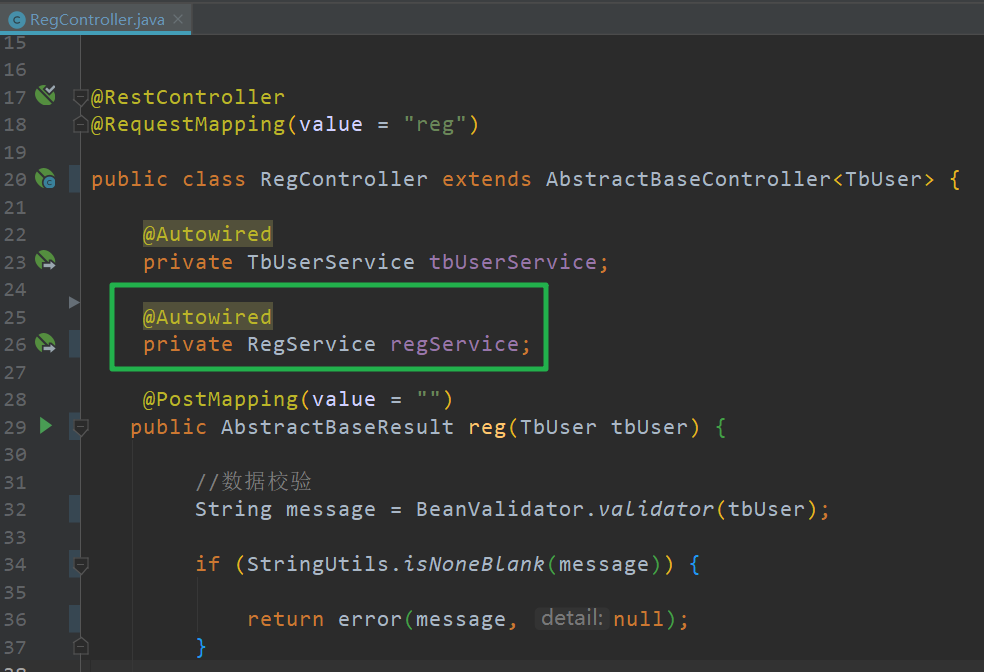 RegController.java
15
16
17 @RestController
18 @RequestMapping(value = "reg")
19
20 public class RegController extends AbstractBaseController<TbUser> {
21
22 @Autowired
23 private TbUserService tbUserService;
24
25 @Autowired
26 private RegService regService;
27
28 @PostMapping(value = "")
29 public AbstractBaseResult reg(TbUser tbUser) {
30
31 //数据校验
32 String message = BeanValidator.validator(tbUser);
33
34 if (StringUtils.isNoneBlank(message)) {
35
36 return error(message, detail: null);
37 }